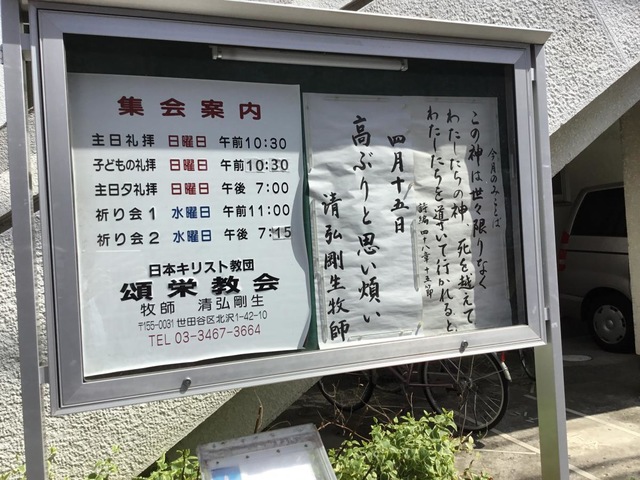 集会案内
主日礼拝 日曜日 午前10:30
子どもの礼拝 日曜日 午前10:30
主日夕礼拝 日曜日 午後 7:00
祈り会1 水曜日 午前11:00
祈り会2 水曜日 午後 7:15
日本キリスト教団
頌栄教会
牧師 清弘剛生
〒155-0031 世田谷区北沢1-42-10
TEL 03-3467-3664
今月のみことば
この神は世々限りなく
わたしたちの神、死を越えて
わたしたちを導いて行かれると、
詩編四十八章十五節
四月十五日
高ぶりと思い煩い
清弘剛生牧師